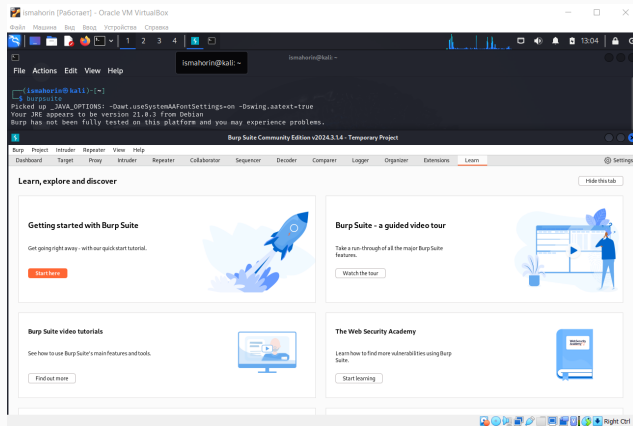 ismahorin [Работает] - Oracle VM VirtualBox
Файл Машина Вид Ввод Устройства Справка
1 2 3 4
13:04
ismahorin@kali: ~
ismahorin@kali: ~
File Actions Edit View Help
(ismahorin㉿kali)-[~]
$ burpsuite
Picked up _JAVA_OPTIONS: -Dawt.useSystemAAFontSettings=on -Dswing.aatext=true
Your JRE appears to be version 21.0.3 from Debian
Burp has not been fully tested on this platform and you may experience problems.
Burp Suite Community Edition v2024.3.1.4 - Temporary Project
Burp Project Intruder Repeater View Help
Dashboard Target Proxy Intruder Repeater Collaborator Sequencer Decoder Comparer Logger Organizer Extensions Learn Settings
Learn, explore and discover
Hide this tab
Getting started with Burp Suite
Get going right away - with our quick start tutorial.
Start here
Burp Suite - a guided video tour
Take a run-through of all the major Burp Suite
features.
Watch the tour
Burp Suite video tutorials
See how to use Burp Suite's main features and tools.
Find out more
The Web Security Academy
Learn how to find more vulnerabilities using Burp
Suite.
Start learning
WebSecurity
Academy
Right Ctrl